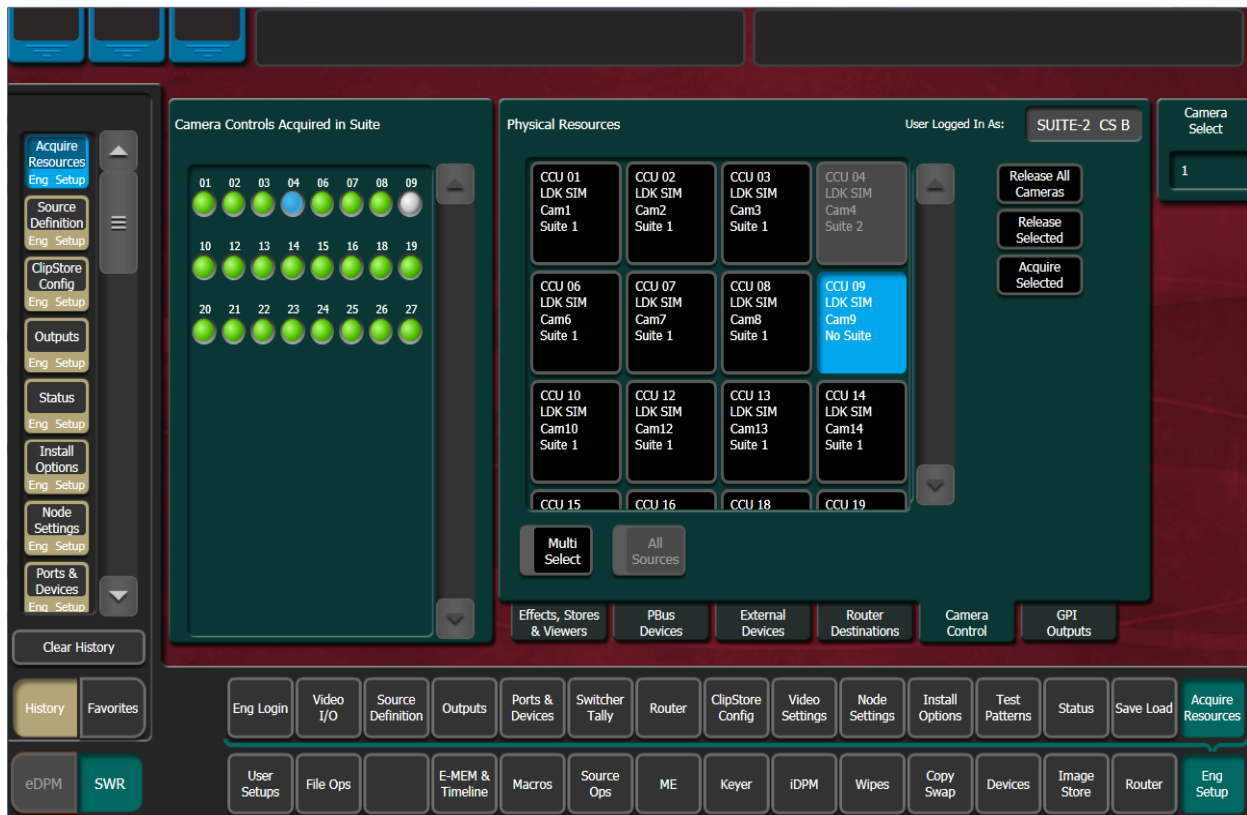 Camera Controls Acquired in Suite
Physical Resources
User Logged In As:
SUITE-2 CS B
Camera
Select
1
Acquire
Resources
Eng Setup
Source
Definition
Eng Setup
ClipStore
Config
Eng Setup
Outputs
Eng Setup
Status
Eng Setup
Install
Options
Eng Setup
Node
Settings
Eng Setup
Ports &
Devices
Eng Setup
Clear History
History
Favorites
eDPM
SWR
01 02 03 04 06 07 08 09
10 12 13 14 15 16 18 19
20 21 22 23 24 25 26 27
CCU 01
LDK SIM
Cam1
Suite 1
CCU 02
LDK SIM
Cam2
Suite 1
CCU 03
LDK SIM
Cam3
Suite 1
CCU 04
LDK SIM
Cam4
Suite 2
CCU 06
LDK SIM
Cam6
Suite 1
CCU 07
LDK SIM
Cam7
Suite 1
CCU 08
LDK SIM
Cam8
Suite 1
CCU 09
LDK SIM
Cam9
No Suite
CCU 10
LDK SIM
Cam10
Suite 1
CCU 12
LDK SIM
Cam12
Suite 1
CCU 13
LDK SIM
Cam13
Suite 1
CCU 14
LDK SIM
Cam14
Suite 1
CCU 15
CCU 16
CCU 18
CCU 19
Release All
Cameras
Release
Selected
Acquire
Selected
Multi
Select
All
Sources
Effects, Stores
& Viewers
PBus
Devices
External
Devices
Router
Destinations
Camera
Control
GPI
Outputs
Eng Login
Video
I/O
Source
Definition
Outputs
Ports &
Devices
Switcher
Tally
Router
ClipStore
Config
Video
Settings
Node
Settings
Install
Options
Test
Patterns
Status
Save Load
Acquire
Resources
User
Setups
File Ops
E-MEM &
Timeline
Macros
Source
Ops
ME
Keyer
iDPM
Wipes
Copy
Swap
Devices
Image
Store
Router
Eng
Setup